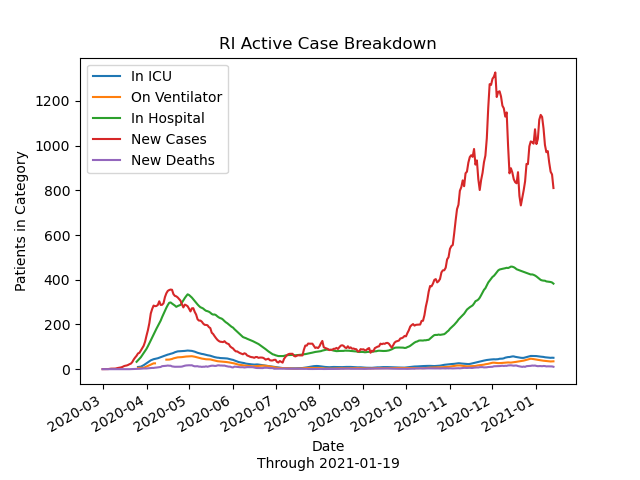 RI Active Case Breakdown
In ICU
On Ventilator
In Hospital
New Cases
New Deaths
Patients in Category
1200
1000
800
600
400
200
0
2020-03
2020-04
2020-05
2020-06
2020-07
2020-08
2020-09
2020-10
2020-11
2020-12
2021-01
Date
Through 2021-01-19